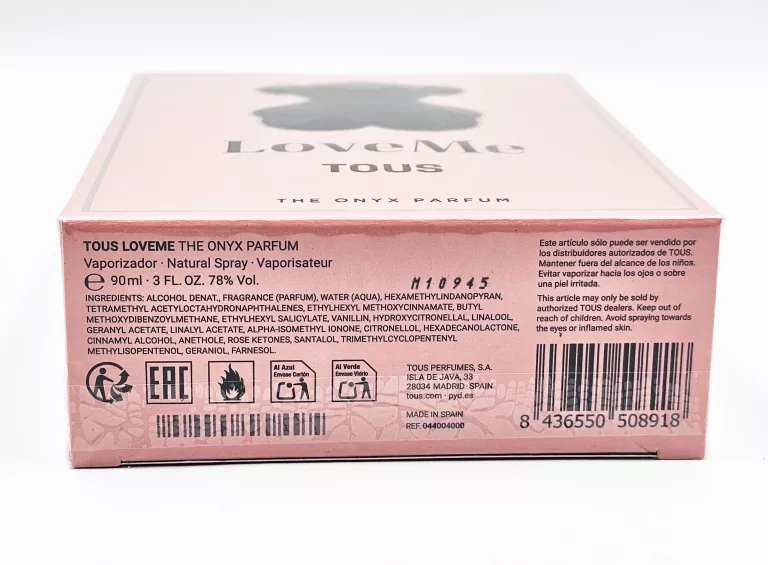 LoveMe
TOUS
THE ONYX PARFUM
TOUS LOVEME THE ONYX PARFUM
Vaporizador · Natural Spray · Vaporisateur
℮ 90ml · 3 FL. OZ. 78% Vol.
M10945
INGREDIENTS: ALCOHOL DENAT., FRAGRANCE (PARFUM), WATER (AQUA), HEXAMETHYLINDANOPYRAN,
TETRAMETHYL ACETYLOCTAHYDRONAPHTHALENES, ETHYLHEXYL METHOXYCINNAMATE, BUTYL
METHOXYDIBENZOYLMETHANE, ETHYLHEXYL SALICYLATE, VANILLIN, HYDROXYCITRONELLAL, LINALOOL,
GERANYL ACETATE, LINALYL ACETATE, ALPHA-ISOMETHYL IONONE, CITRONELLOL, HEXADECANOLACTONE,
CINNAMYL ALCOHOL, ANETHOLE, ROSE KETONES, SANTALOL, TRIMETHYLCYCLOPENTENYL
METHYLISOPENTENOL, GERANIOL, FARNESOL.
Este artículo sólo puede ser vendido por
los distribuidores autorizados de TOUS.
Mantener fuera del alcance de los niños.
Evitar vaporizar hacia los ojos o sobre
una piel irritada.
This article may only be sold by
authorized TOUS dealers. Keep out of
reach of children. Avoid spraying towards
the eyes or inflamed skin.
EAC
Al Azul
Envase Cartón
Al Verde
Envase Vidrio
TOUS PERFUMES, S.A.
ISLA DE JAVA, 33
28034 MADRID · SPAIN
tous.com · pyd.es
MADE IN SPAIN
REF. 044004000
8 436550 508918